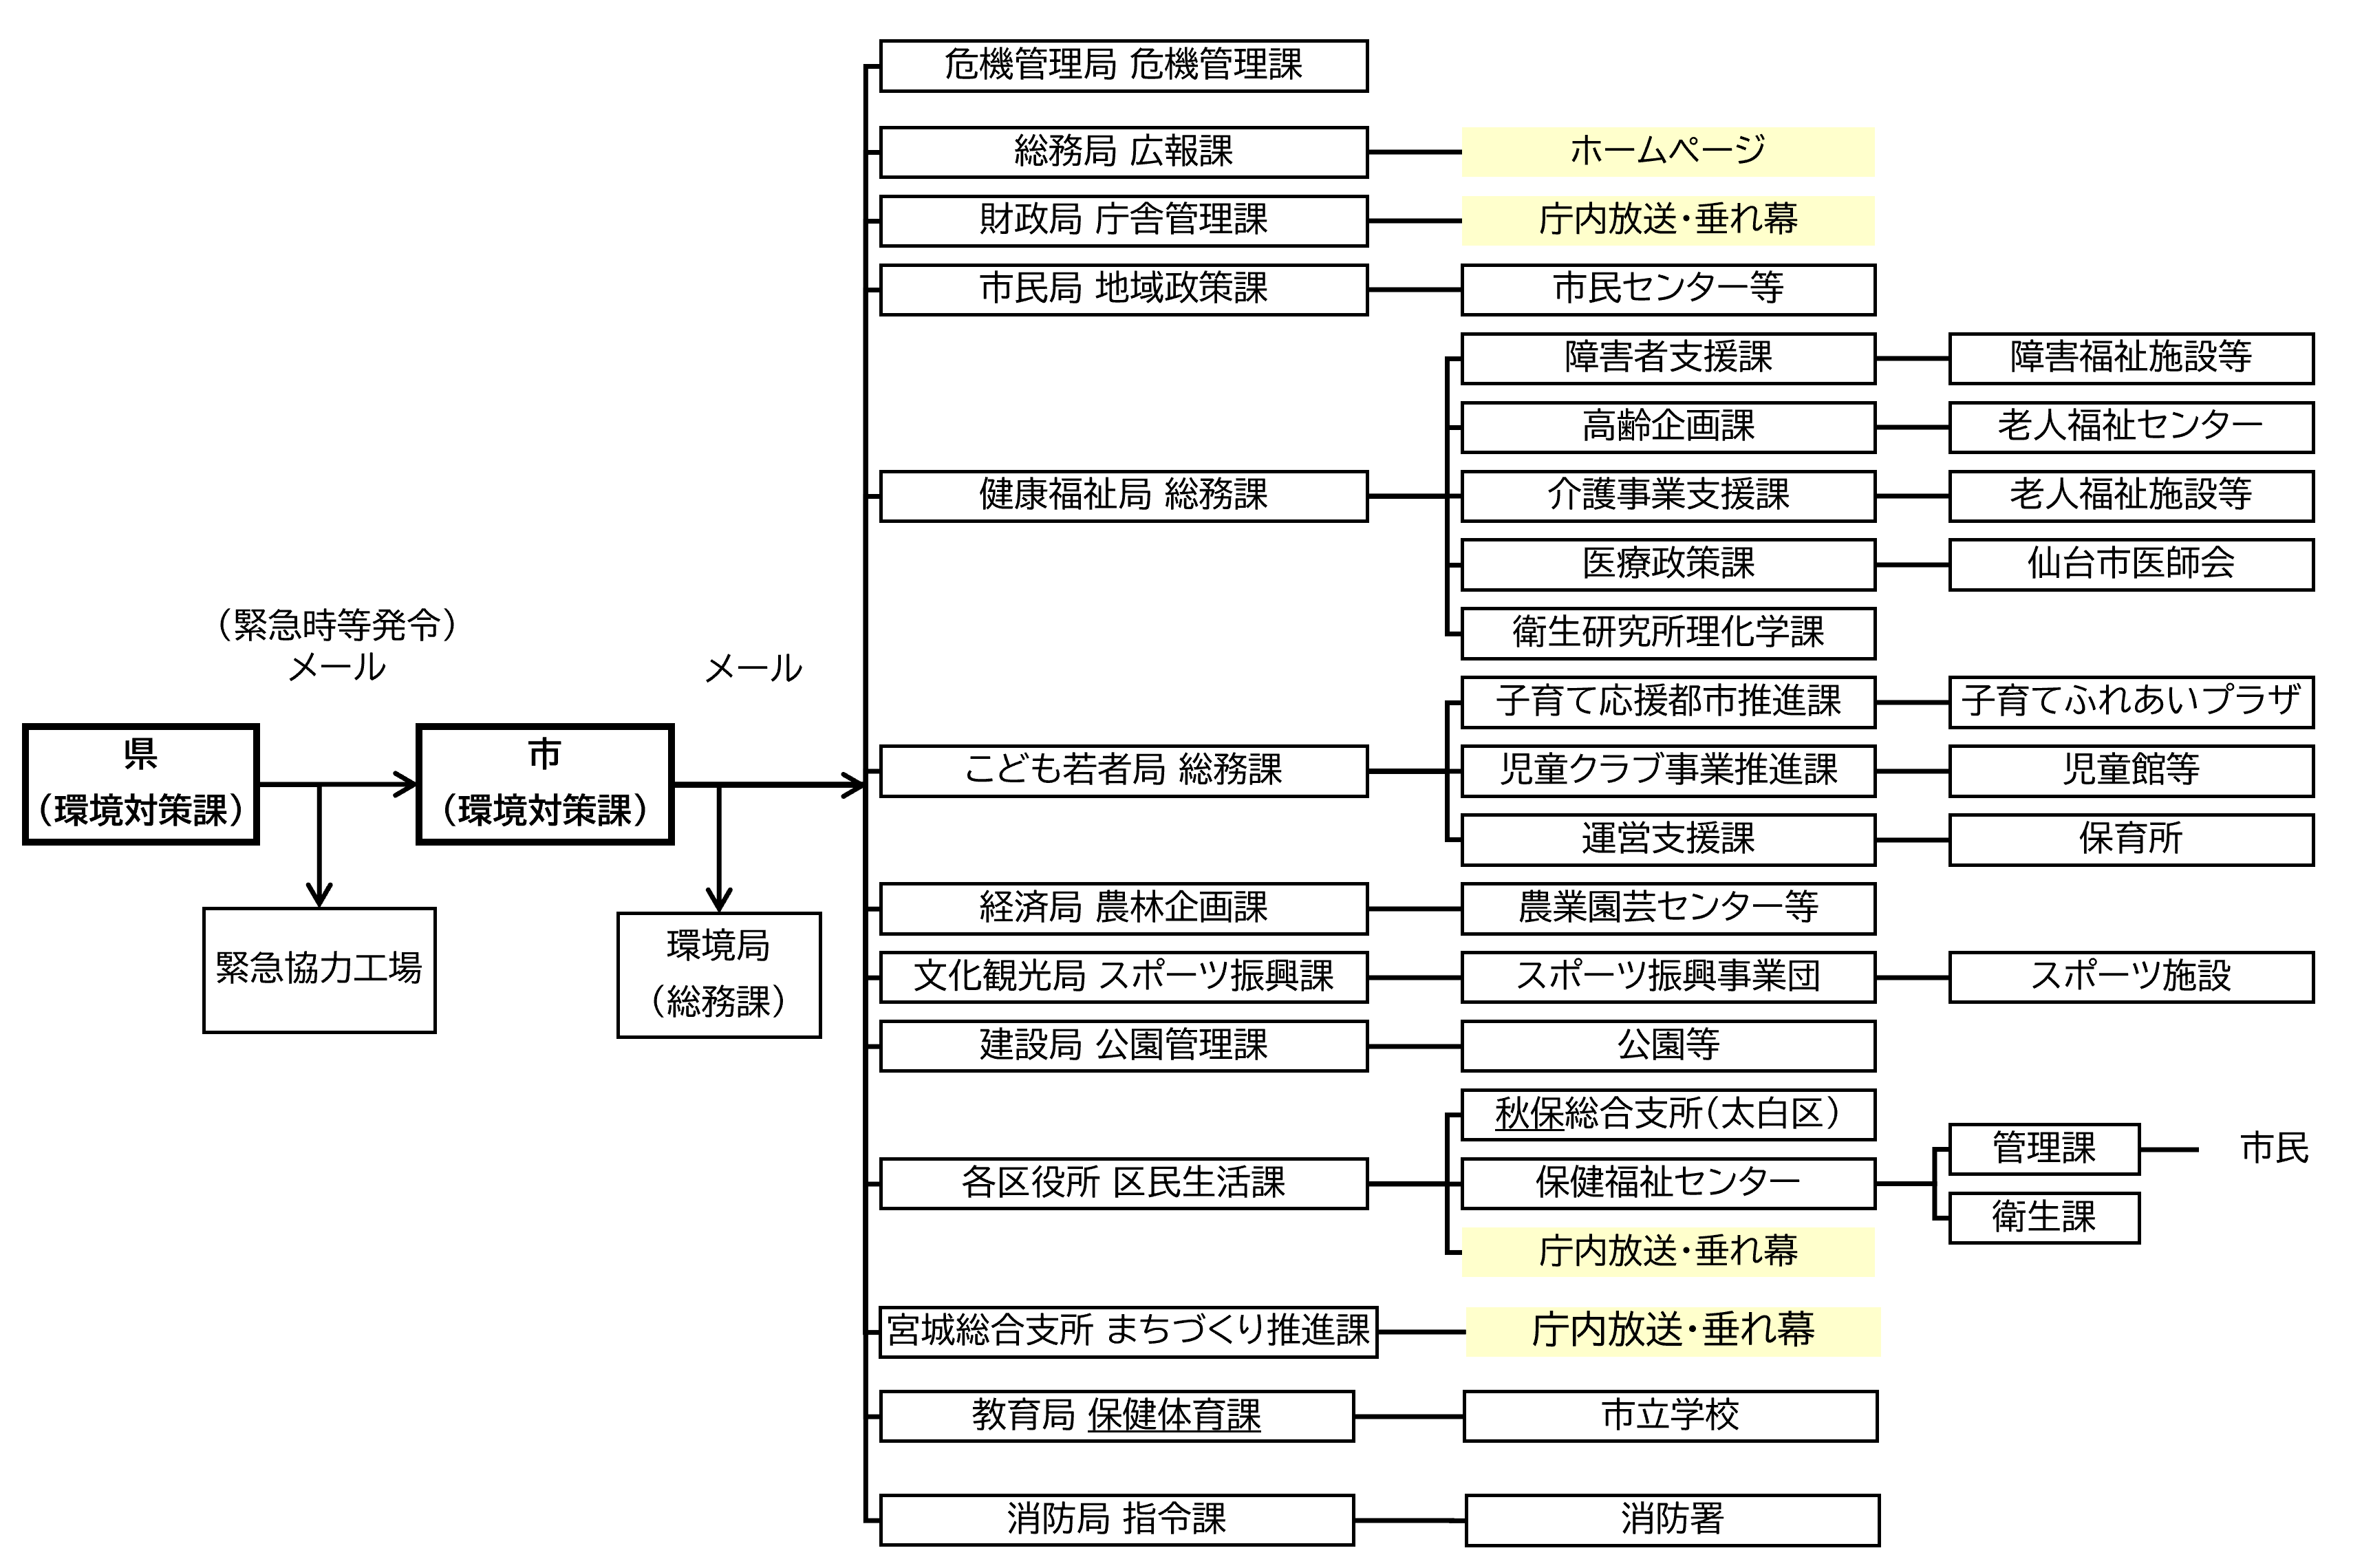 危機管理局 危機管理課
総務局 広報課
ホームページ
財政局 庁舎管理課
庁内放送・垂れ幕
市民局 地域政策課
市民センター等
障害者支援課
障害福祉施設等
高齢企画課
老人福祉センター
健康福祉局 総務課
介護事業支援課
老人福祉施設等
医療政策課
仙台市医師会
衛生研究所理化学課
（緊急時等発令）
メール
メール
県
（環境対策課）
市
（環境対策課）
緊急協力工場
環境局
（総務課）
子育て応援都市推進課
子育てふれあいプラザ
こども若者局 総務課
児童クラブ事業推進課
児童館等
運営支援課
保育所
経済局 農林企画課
農業園芸センター等
文化観光局 スポーツ振興課
スポーツ振興事業団
スポーツ施設
建設局 公園管理課
公園等
秋保総合支所（太白区）
各区役所 区民生活課
保健福祉センター
管理課
市民
衛生課
庁内放送・垂れ幕
宮城総合支所 まちづくり推進課
庁内放送・垂れ幕
教育局 保健体育課
市立学校
消防局 指令課
消防署